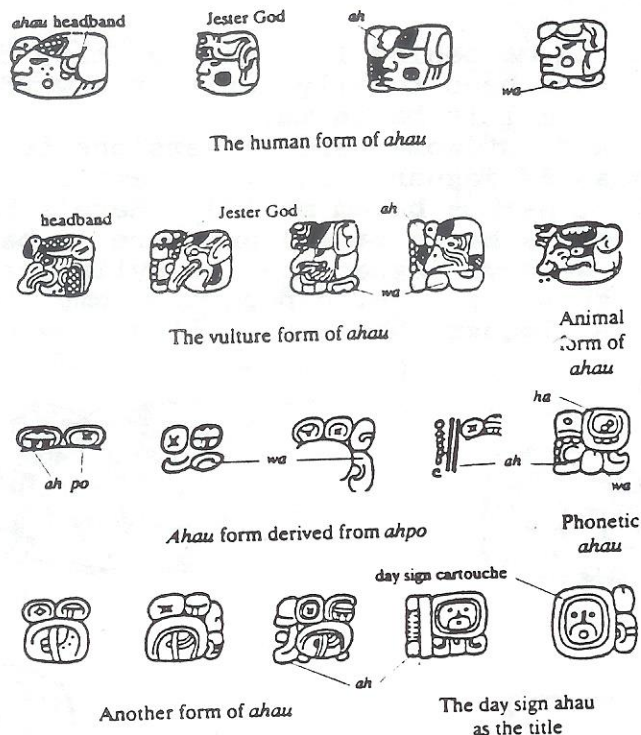 ahau headband
Jester God
ah
wa
The human form of ahau
headband
Jester God
ah
wa
The vulture form of ahau
Animal
form of
ahau
ha
ah po
wa
ah
wa
Ahau form derived from ahpo
Phonetic
ahau
day sign cartouche
ah
Another form of ahau
The day sign ahau
as the title